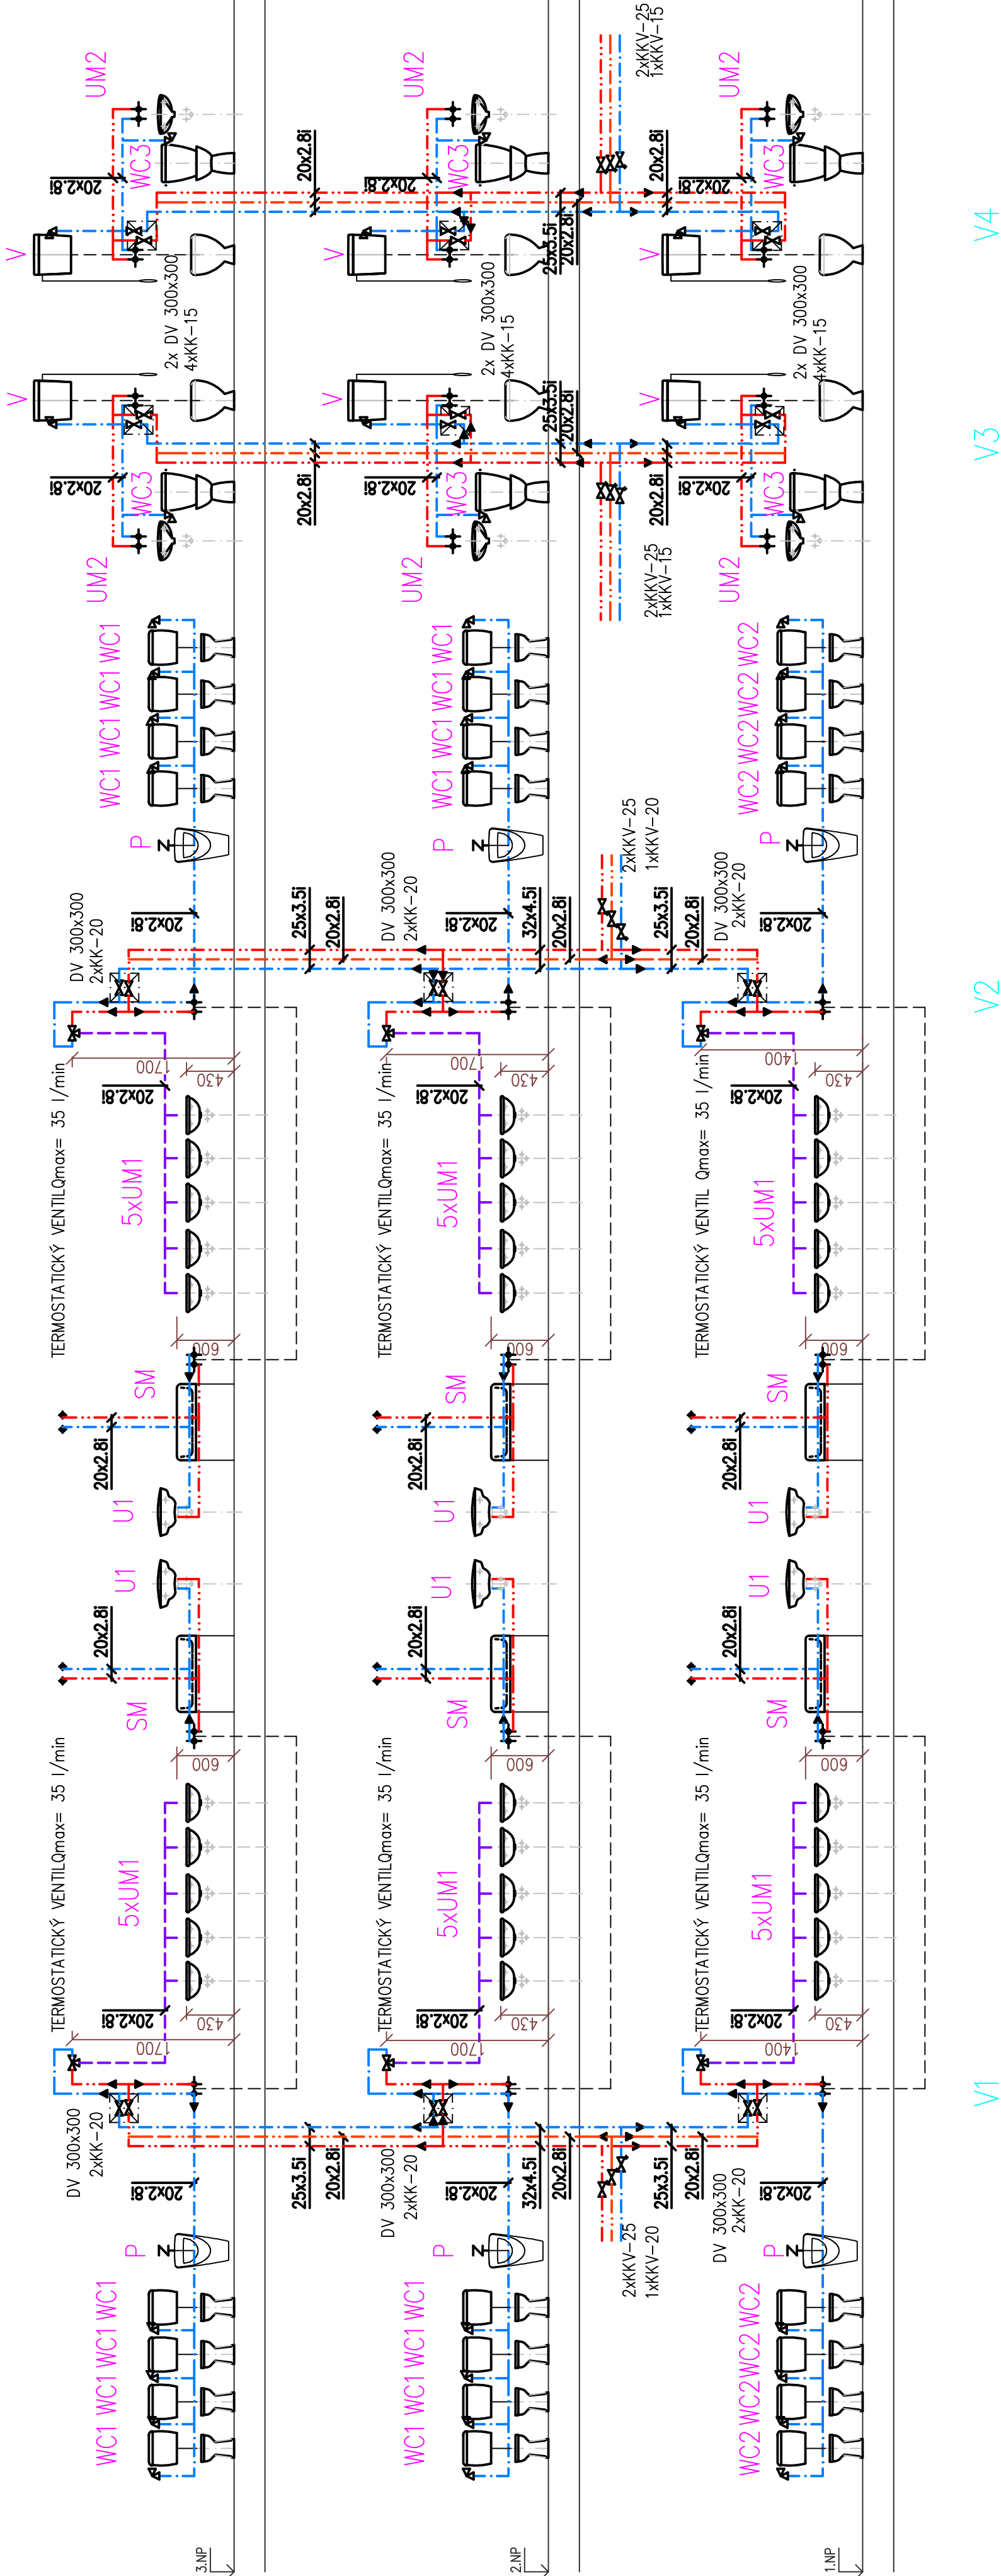 3.NP
WC1 WC1 WC1
P
20x2.8i
DV 300x300
2xKK-20
1700
430
20x2.8i
TERMOSTATICKÝ VENTILQmax= 35 l/min
5xUM1
600
SM
20x2.8i
U1
U1
20x2.8i
SM
600
TERMOSTATICKÝ VENTILQmax= 35 l/min
5xUM1
20x2.8i
430
1700
DV 300x300
2xKK-20
20x2.8i
P
WC1 WC1 WC1
UM2
WC3
20x2.8i
V
2x DV 300x300
4xKK-15
V
20x2.8i
WC3
UM2
25x3.5i
20x2.8i
25x3.5i
20x2.8i
20x2.8i
20x2.8i
2.NP
WC1 WC1 WC1
P
20x2.8i
DV 300x300
2xKK-20
1700
430
20x2.8i
TERMOSTATICKÝ VENTILQmax= 35 l/min
5xUM1
600
SM
20x2.8i
U1
U1
20x2.8i
SM
600
TERMOSTATICKÝ VENTILQmax= 35 l/min
5xUM1
20x2.8i
430
1700
DV 300x300
2xKK-20
20x2.8i
P
WC1 WC1 WC1
UM2
WC3
20x2.8i
V
2x DV 300x300
4xKK-15
V
20x2.8i
WC3
UM2
32x4.5i
20x2.8i
32x4.5i
20x2.8i
25x3.5i
20x2.8i
25x3.5i
20x2.8i
2xKKV-25
1xKKV-20
2xKKV-25
1xKKV-20
2xKKV-25
1xKKV-15
2xKKV-25
1xKKV-15
25x3.5i
20x2.8i
25x3.5i
20x2.8i
20x2.8i
20x2.8i
1.NP
WC2 WC2 WC2
P
20x2.8i
DV 300x300
2xKK-20
1400
430
20x2.8i
TERMOSTATICKÝ VENTILQmax= 35 l/min
5xUM1
600
SM
20x2.8i
U1
U1
20x2.8i
SM
600
TERMOSTATICKÝ VENTIL Qmax= 35 l/min
5xUM1
20x2.8i
430
1400
DV 300x300
2xKK-20
20x2.8i
P
WC2 WC2 WC2
UM2
WC3
20x2.8i
V
2x DV 300x300
4xKK-15
V
20x2.8i
WC3
UM2
V1
V2
V3
V4